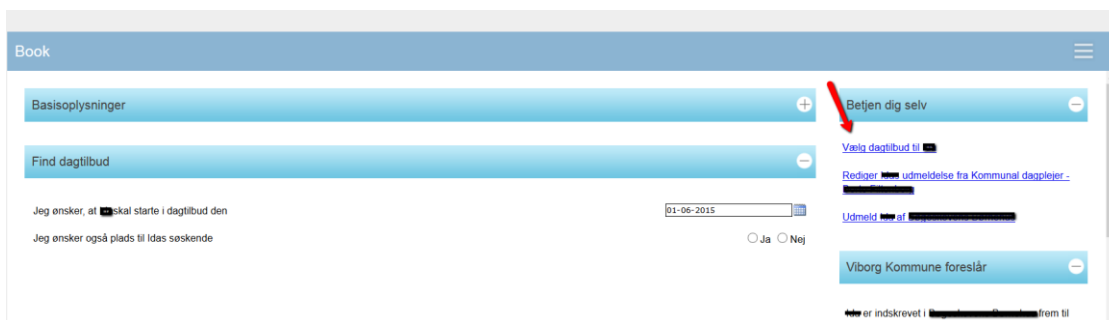 Book
Basisoplysninger
Find dagtilbud
Jeg ønsker, at skal starte i dagtilbud den
01-06-2015
Jeg ønsker også plads til Idas søskende
Ja Nej
Betjen dig selv
Vælg dagtilbud til
Rediger udmeldelse fra Kommunal dagplejer -
Udmeld af
Viborg Kommune foreslår
er indskrevet i frem til